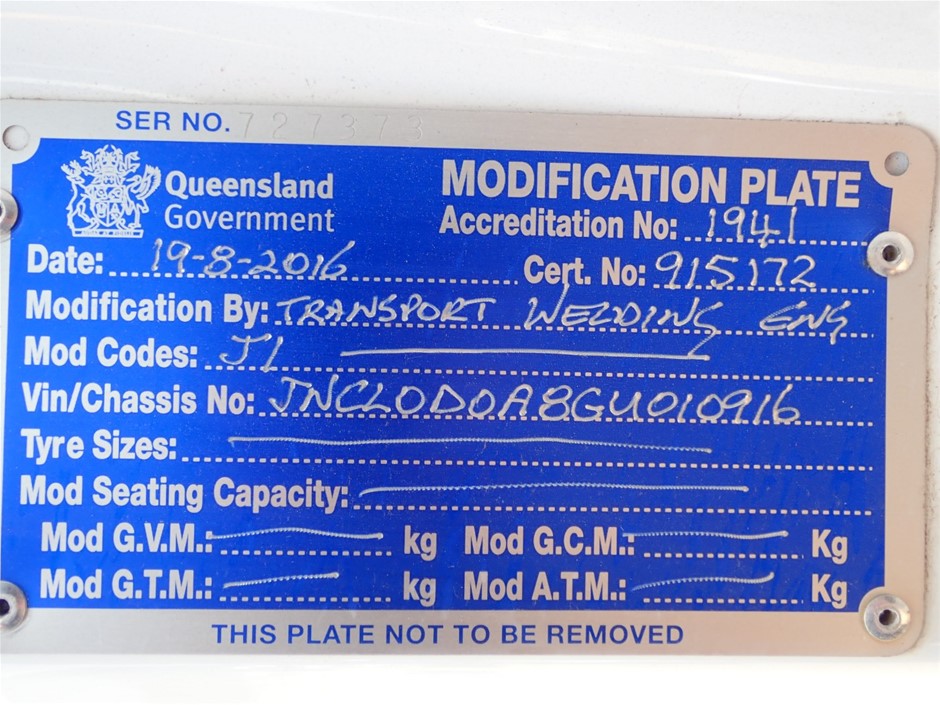 SER NO. 727373
Queensland
Government
MODIFICATION PLATE
Accreditation No: 1941
Date: 19-8-2016
Cert. No: 915172
Modification By: TRANSPORT WELDING ENG
Mod Codes: J1
Vin/Chassis No: JNCLODOA8GU010916
Tyre Sizes:
Mod Seating Capacity:
Mod G.V.M.: kg Mod G.C.M.: Kg
Mod G.T.M.: kg Mod A.T.M.: Kg
THIS PLATE NOT TO BE REMOVED